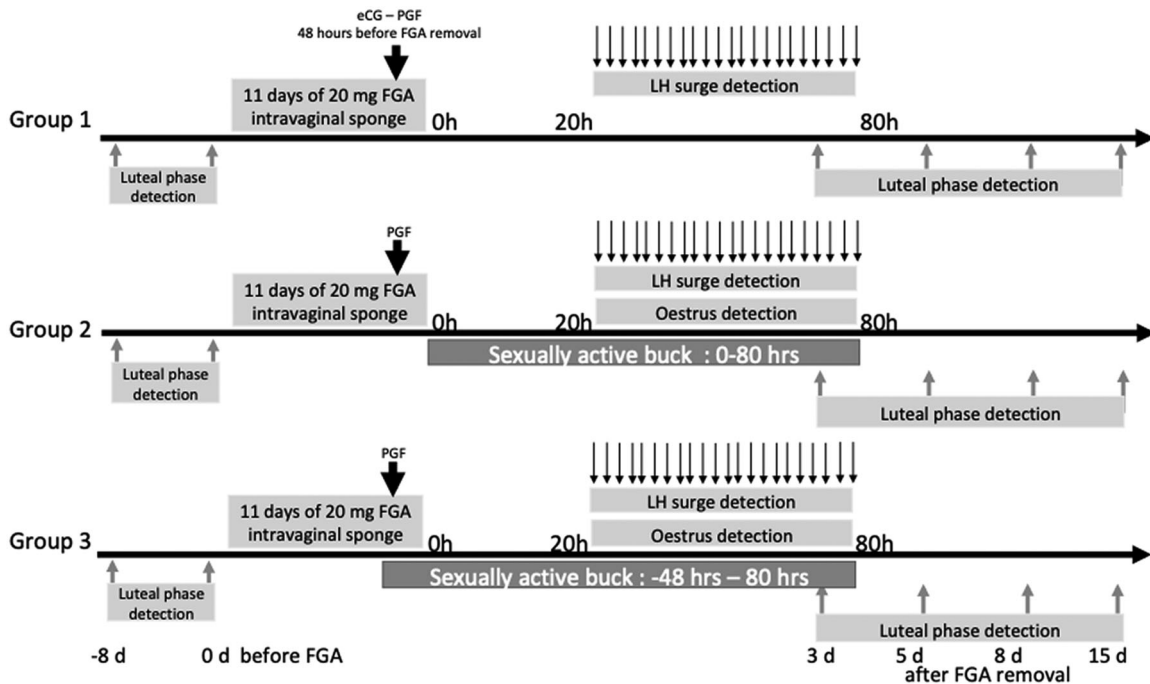 eCG – PGF
48 hours before FGA removal
11 days of 20 mg FGA
intravaginal sponge
LH surge detection
Group 1
0h
20h
80h
Luteal phase
detection
Luteal phase detection
PGF
11 days of 20 mg FGA
intravaginal sponge
LH surge detection
Oestrus detection
Group 2
0h
20h
80h
Sexually active buck : 0-80 hrs
Luteal phase
detection
Luteal phase detection
PGF
11 days of 20 mg FGA
intravaginal sponge
LH surge detection
Oestrus detection
Group 3
0h
20h
80h
Sexually active buck : -48 hrs – 80 hrs
Luteal phase
detection
Luteal phase detection
-8 d
0 d before FGA
3 d
5 d
8 d
15 d
after FGA removal